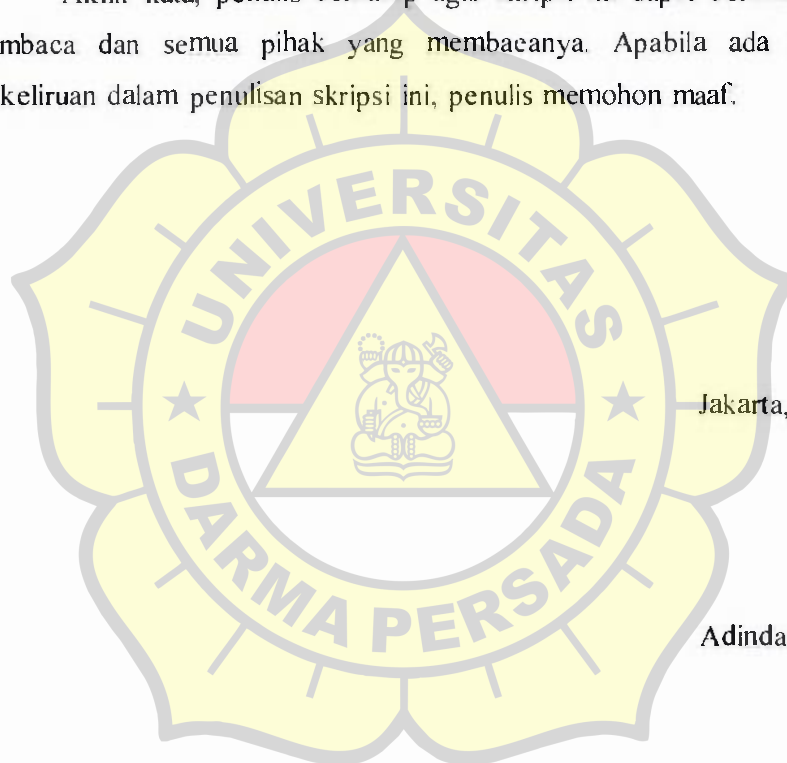 mbaca dan semua pihak yang membacanya. Apabila ada
keliruan dalam penulisan skripsi ini, penulis memohon maaf.
UNIVERSITAS
Jakarta,
DARMA PERSADA
Adinda